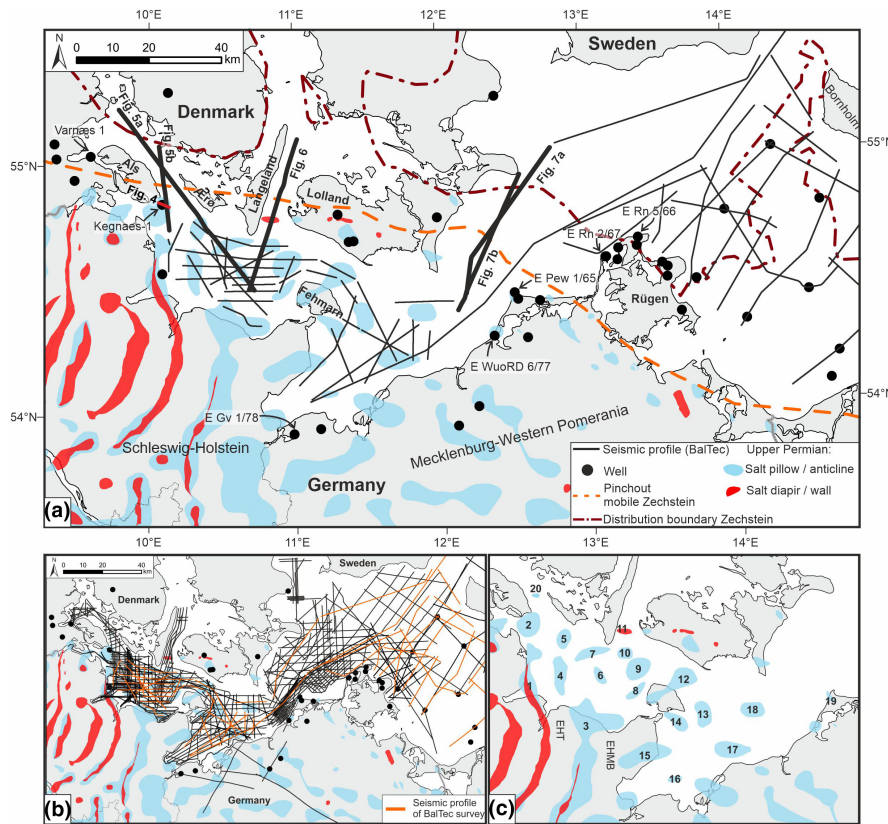 10°E 11°E 12°E 13°E 14°E
N
0 20 40
km
Sweden
Denmark
Bornholm
Varnæs 1
55°N
55°N
Fig. 5a
Fig. 5b
Als
Fig. 4
Ærø
Langeland
Fig. 6
Lolland
Fig. 7a
Kegnaes-1
E Rn 5/66
E Rn 2/67
Fig. 7b
E Pew 1/65
Rügen
Fehmarn
E WuoRD 6/77
54°N
54°N
E Gv 1/78
Schleswig-Holstein
Mecklenburg-Western Pomerania
Germany
Seismic profile (BalTec)
Well
Pinchout
mobile Zechstein
Distribution boundary Zechstein
Upper Permian:
Salt pillow / anticline
Salt diapir / wall
(a)
10°E 11°E 12°E 13°E 14°E
N
0 20 40
km
Sweden
Denmark
Germany
Seismic profile
of BalTec survey
(b)
20
2
5
11
7
10
4
6
9
1
8
12
3
14
13
18
19
EHT
EHMB
15
17
16
(c)